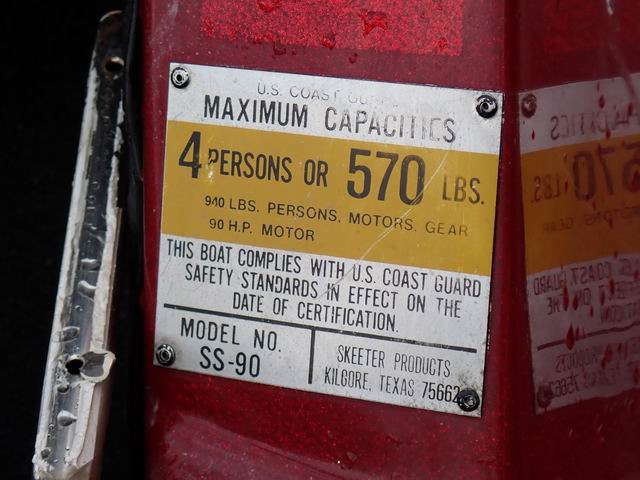 U.S. COAST GUARD
MAXIMUM CAPACITIES
4 PERSONS OR 570 LBS.
940 LBS. PERSONS, MOTORS, GEAR
90 H.P. MOTOR
THIS BOAT COMPLIES WITH U.S. COAST GUARD
SAFETY STANDARDS IN EFFECT ON THE
DATE OF CERTIFICATION.
MODEL NO.
SS-90
SKEETER PRODUCTS
KILGORE, TEXAS 75662